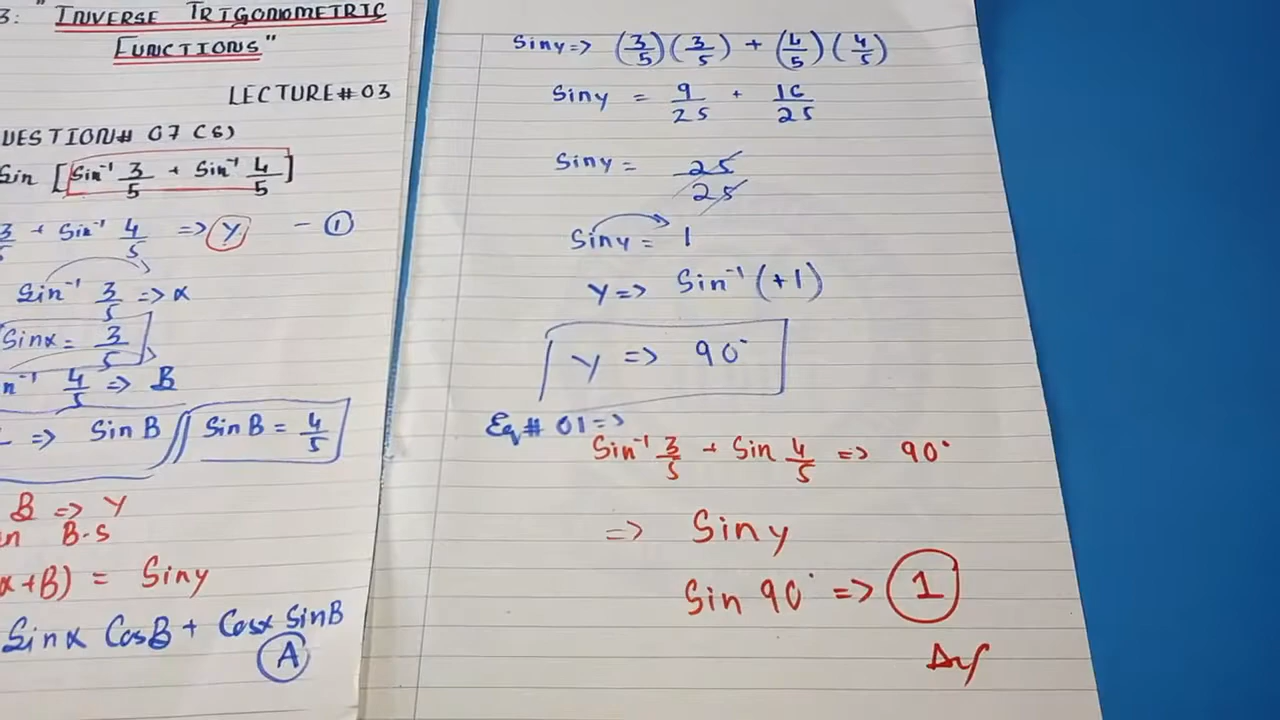 3: "INVERSE TRIGONOMETRIC
FUNCTIONS"
LECTURE#03
UESTION# 07 (6)
Sin [Sin⁻¹ 3/5 + Sin⁻¹ 4/5]
3/5 + Sin⁻¹ 4/5 => y - ①
Sin⁻¹ 3/5 => α
Sinα = 3/5
n⁻¹ 4/5 => B
=> SinB // SinB = 4/5
B => y
B.S
α+B) = Siny
Sinα CosB + Cosα SinB
A
Siny => (3/5)(3/5) + (4/5)(4/5)
Siny = 9/25 + 16/25
Siny = 25/25
Siny = 1
y => Sin⁻¹(+1)
y => 90°
Eq# 01 =>
Sin⁻¹ 3/5 + Sin 4/5 => 90°
=> Siny
Sin 90° => 1